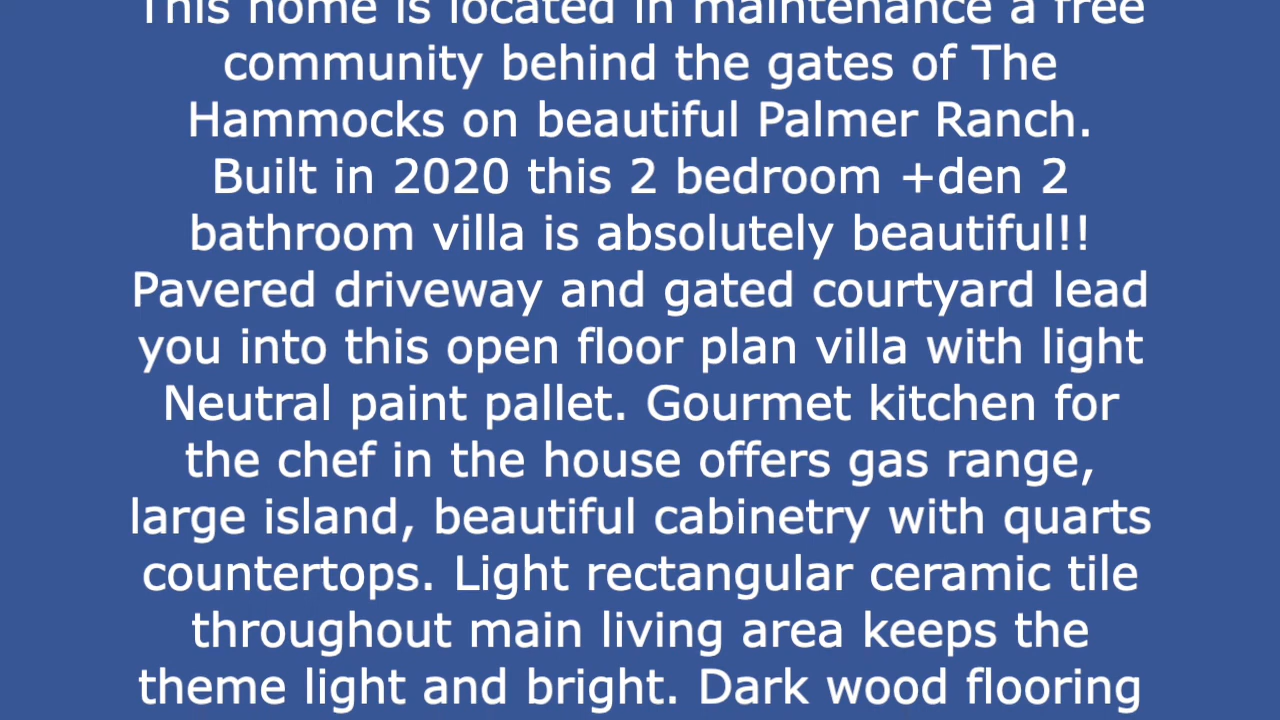 This home is located in maintenance a free
community behind the gates of The
Hammocks on beautiful Palmer Ranch.
Built in 2020 this 2 bedroom +den 2
bathroom villa is absolutely beautiful!!
Pavered driveway and gated courtyard lead
you into this open floor plan villa with light
Neutral paint pallet. Gourmet kitchen for
the chef in the house offers gas range,
large island, beautiful cabinetry with quarts
countertops. Light rectangular ceramic tile
throughout main living area keeps the
theme light and bright. Dark wood flooring